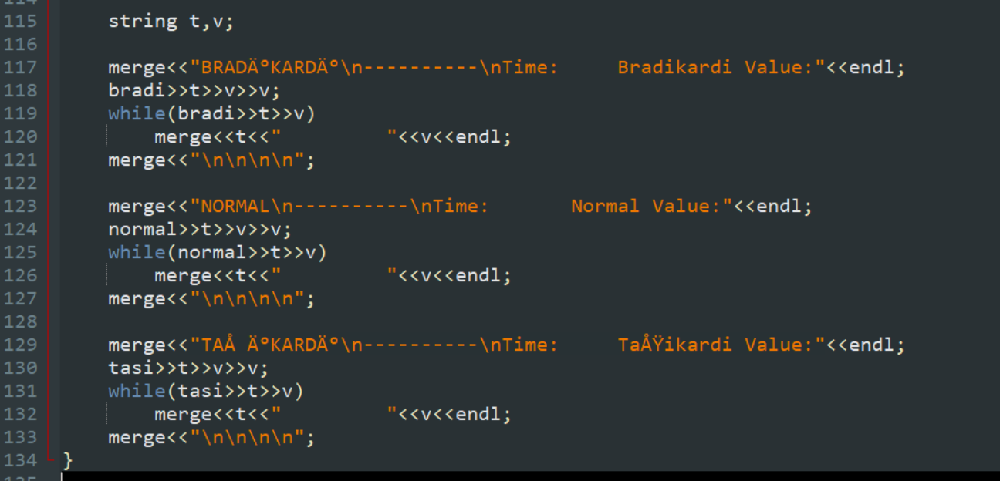 115 string t,v;
116
117 merge<<"BRADÄ°KARDÄ°\n----------\nTime:     Bradikardi Value:"<<endl;
118 bradi>>t>>v>>v;
119 while(bradi>>t>>v)
120     merge<<t<<"         "<<v<<endl;
121 merge<<"\n\n\n\n";
122
123 merge<<"NORMAL\n----------\nTime:       Normal Value:"<<endl;
124 normal>>t>>v>>v;
125 while(normal>>t>>v)
126     merge<<t<<"         "<<v<<endl;
127 merge<<"\n\n\n\n";
128
129 merge<<"TAÅ Ä°KARDÄ°\n----------\nTime:     TaÅŸikardi Value:"<<endl;
130 tasi>>t>>v>>v;
131 while(tasi>>t>>v)
132     merge<<t<<"         "<<v<<endl;
133 merge<<"\n\n\n\n";
134 }